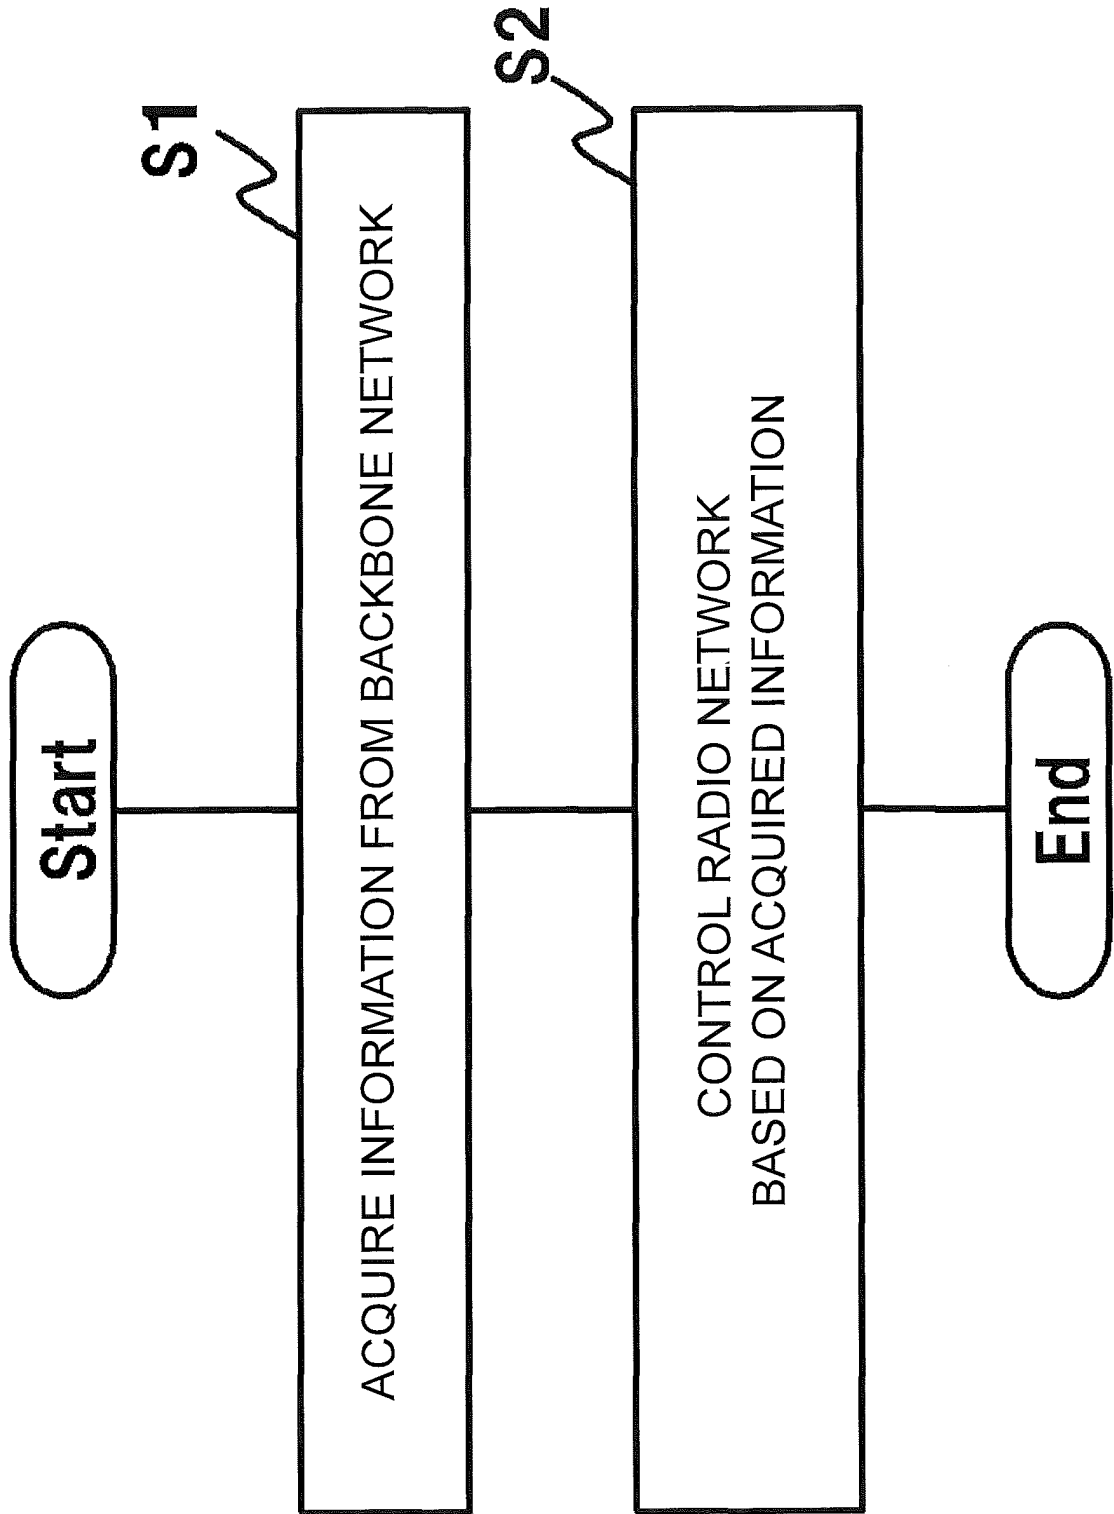 Start
S1
ACQUIRE INFORMATION FROM BACKBONE NETWORK
S2
CONTROL RADIO NETWORK
BASED ON ACQUIRED INFORMATION
End